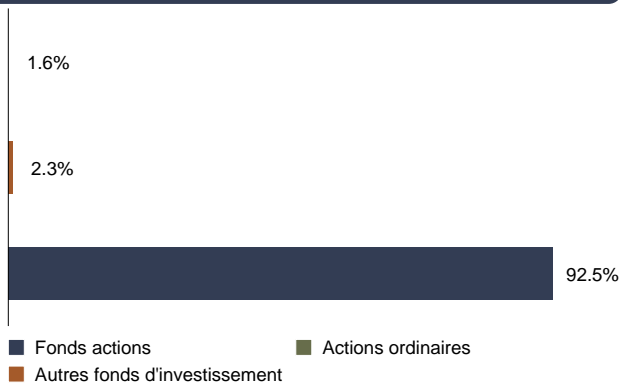 1.6%
2.3%
92.5%
Fonds actions
Actions ordinaires
Autres fonds d'investissement